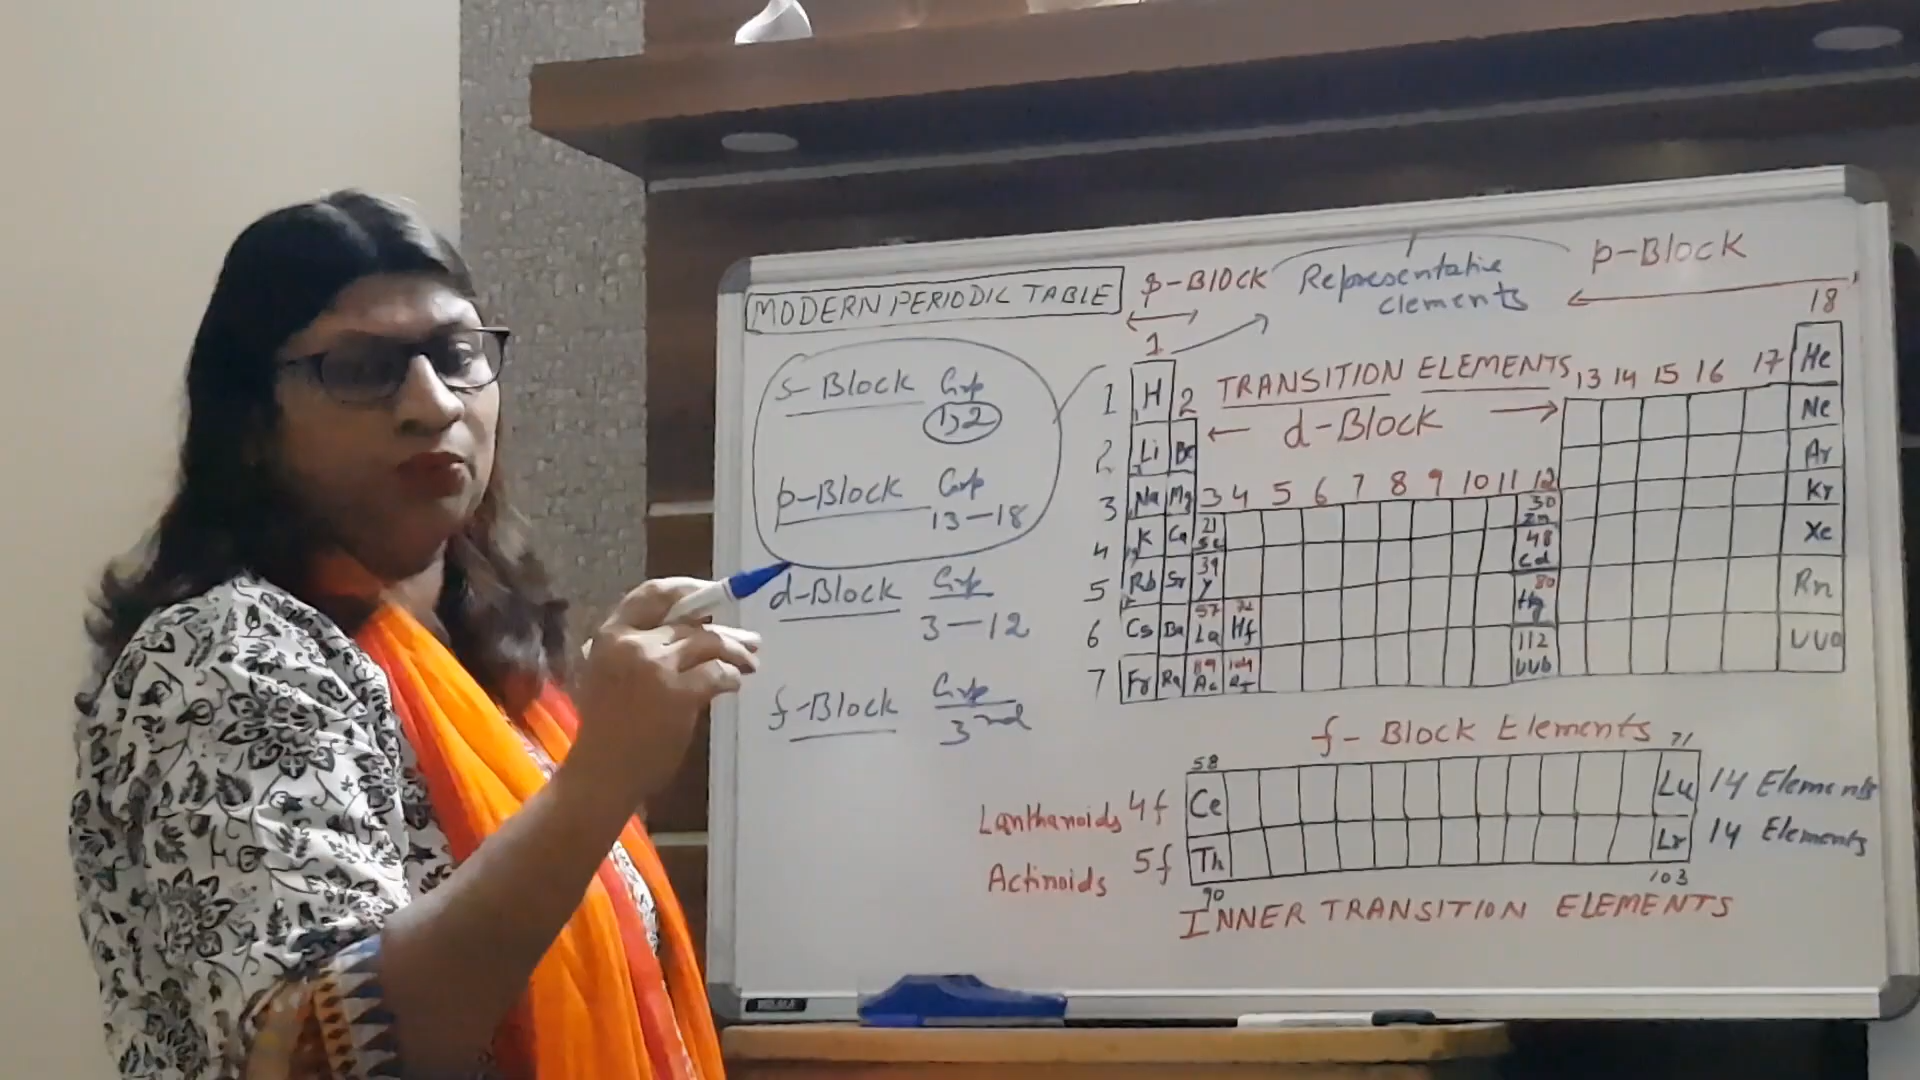 MODERN PERIODIC TABLE
s-Block Grp
1,2
p-Block Grp
13-18
d-Block Grp
3-12
f-Block Grp
3rd
s-Block
Representative
elements
p-Block
1
18
TRANSITION ELEMENTS
d-Block
13 14 15 16 17
1 H 2 He
2 Li Be Ne
Ar
3 Na Mg 3 4 5 6 7 8 9 10 11 12 Kr
4 K Ca 21 Sc 30 Zn Xe
5 Rb Sr 39 Y 48 Cd Rn
6 Cs Ba 57 La 72 Hf 80 Hg UUO
7 Fr Ra 89 Ac 104 Rf 112 UUb
f-Block Elements
58 71
Lanthanoids 4f Ce Lu 14 Elements
Actinoids 5f Th Lr 14 Elements
90 103
INNER TRANSITION ELEMENTS